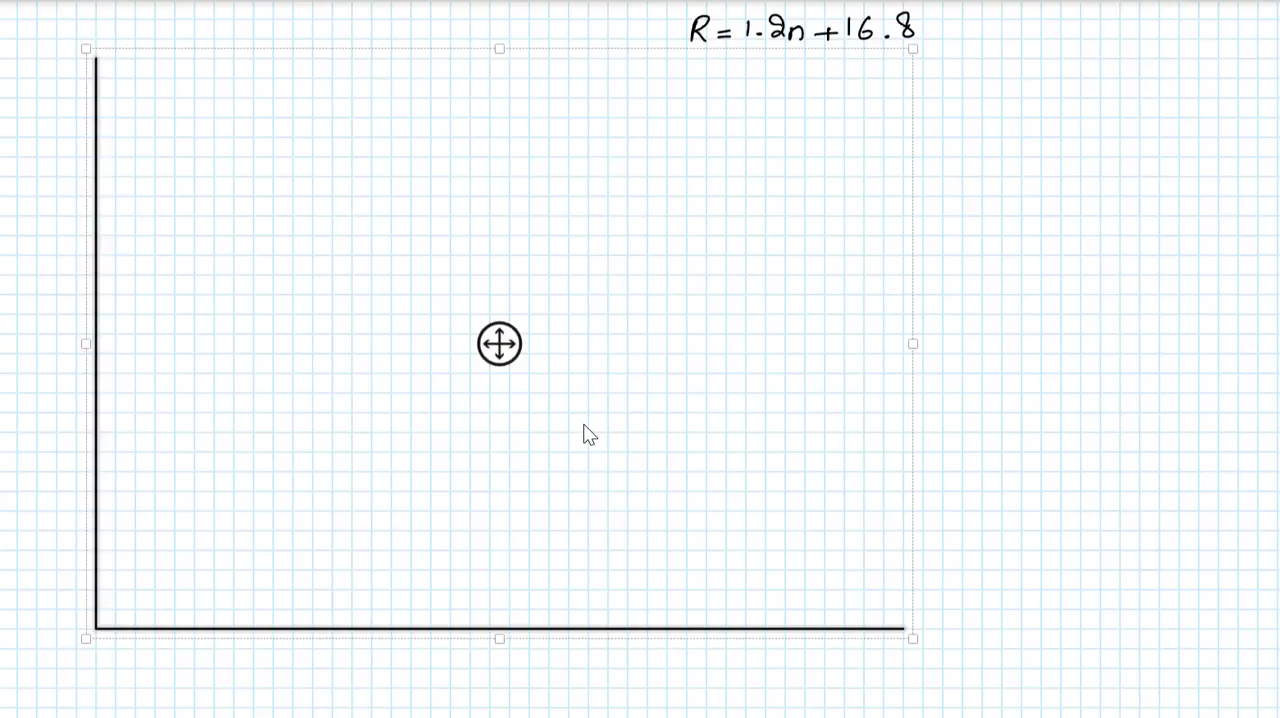 R = 1.2n + 16.8